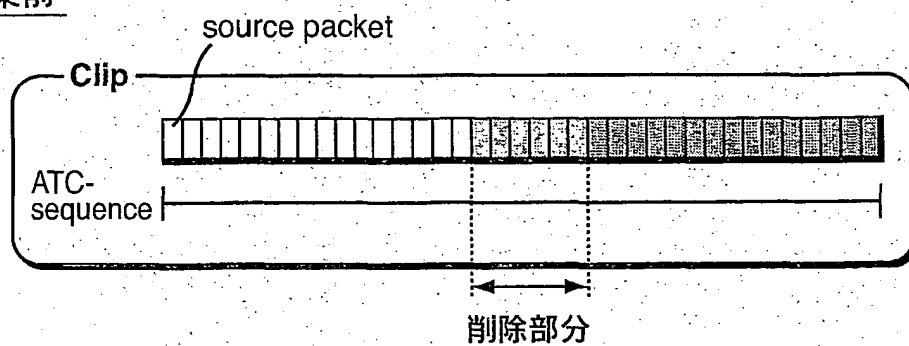 source packet
Clip
ATC-
sequence
削除部分